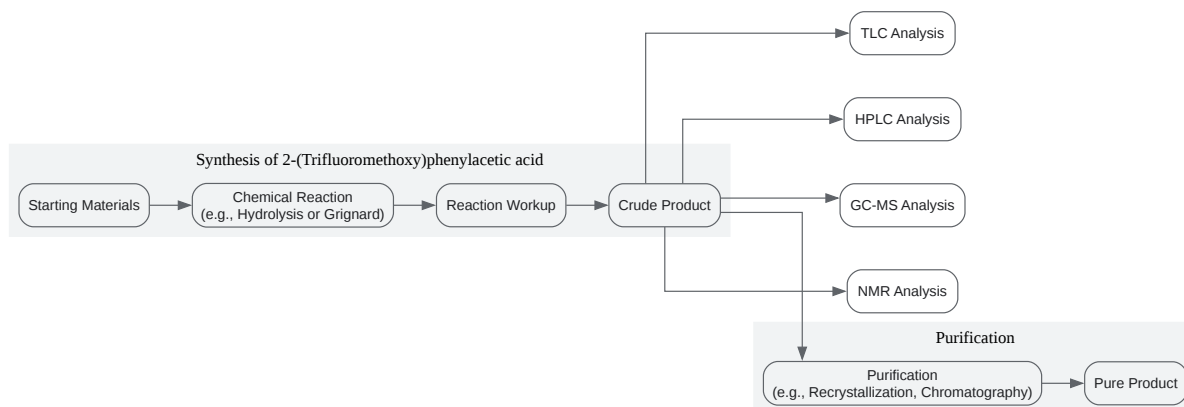 TLC Analysis
HPLC Analysis
Synthesis of 2-(Trifluoromethoxy)phenylacetic acid
Starting Materials
Chemical Reaction
(e.g., Hydrolysis or Grignard)
Reaction Workup
Crude Product
GC-MS Analysis
NMR Analysis
Purification
Purification
(e.g., Recrystallization, Chromatography)
Pure Product